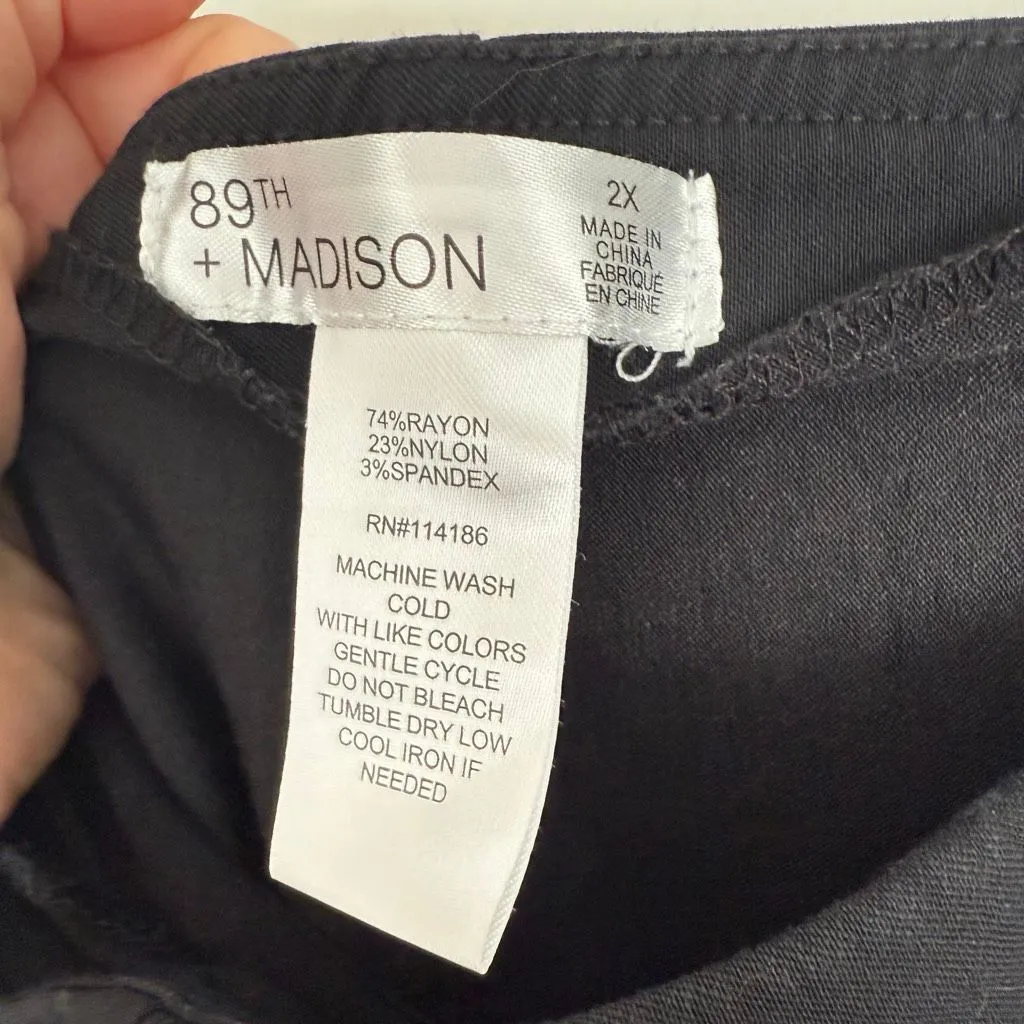 89TH
+ MADISON
2X
MADE IN
CHINA
FABRIQUÉ
EN CHINE
74%RAYON
23%NYLON
3%SPANDEX
RN#114186
MACHINE WASH
COLD
WITH LIKE COLORS
GENTLE CYCLE
DO NOT BLEACH
TUMBLE DRY LOW
COOL IRON IF
NEEDED